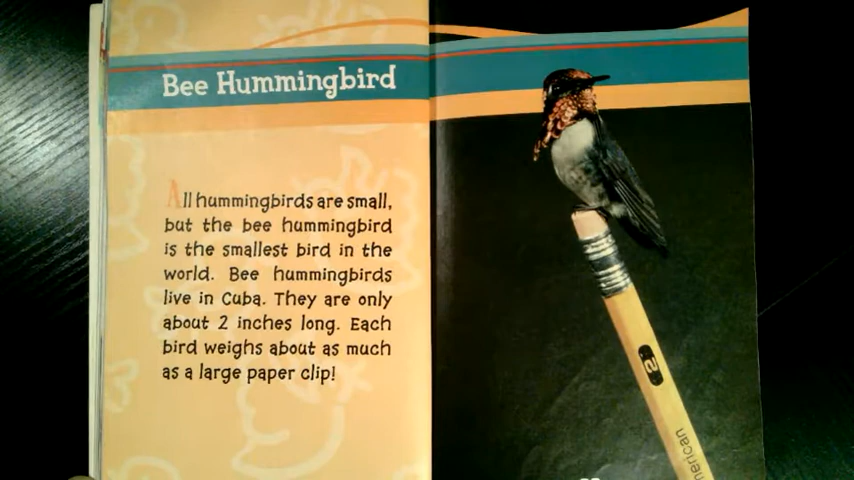 Bee Hummingbird
All hummingbirds are small,
but the bee hummingbird
is the smallest bird in the
world. Bee hummingbirds
live in Cuba. They are only
about 2 inches long. Each
bird weighs about as much
as a large paper clip!
2
merican